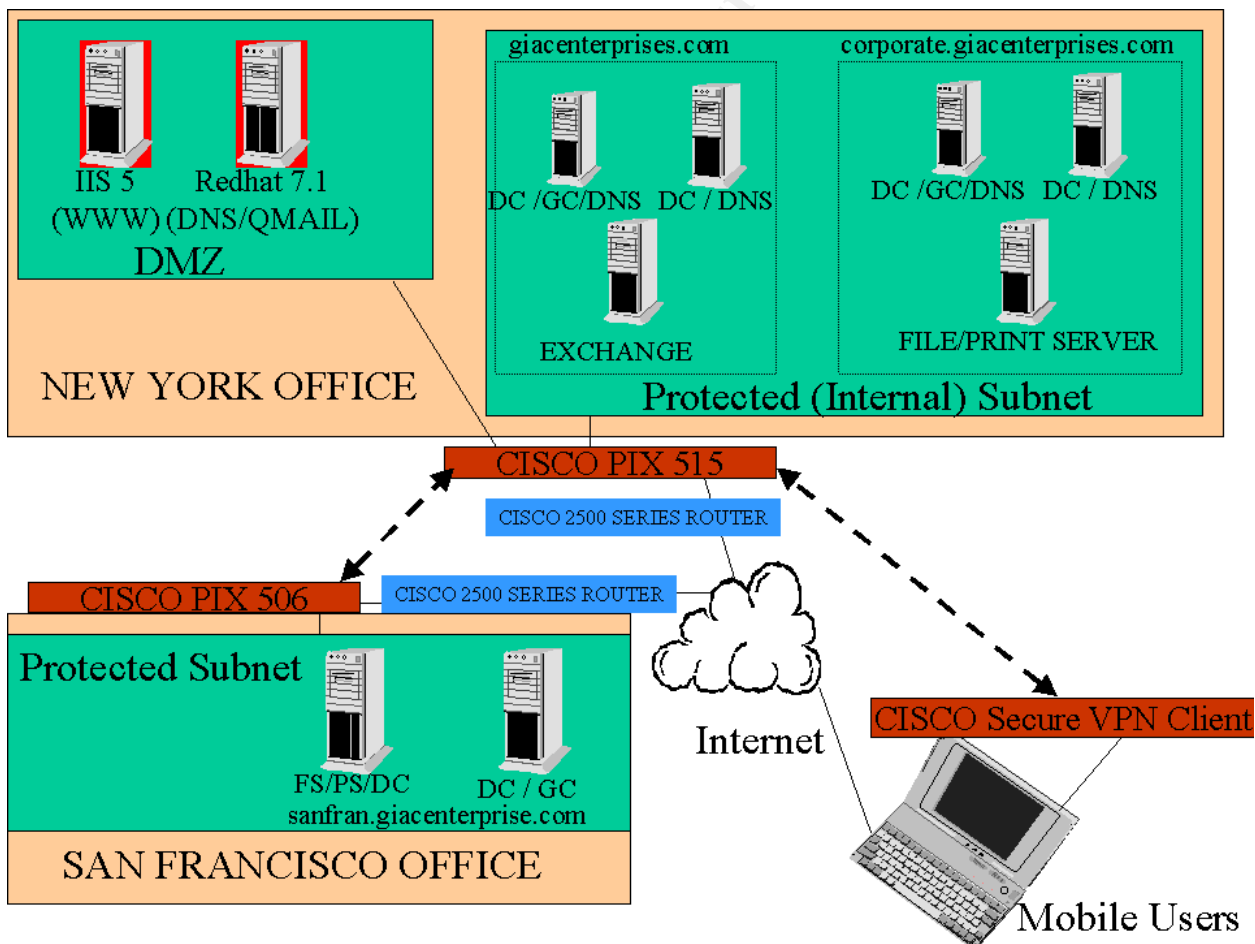 giacenterprises.com
corporate.giacenterprises.com
IIS 5
Redhat 7.1
(WWW) (DNS/QMAIL)
DMZ
DC /GC/DNS
DC / DNS
DC /GC/DNS
DC / DNS
EXCHANGE
FILE/PRINT SERVER
NEW YORK OFFICE
Protected (Internal) Subnet
CISCO PIX 515
CISCO 2500 SERIES ROUTER
CISCO PIX 506
CISCO 2500 SERIES ROUTER
Protected Subnet
FS/PS/DC
DC / GC
sanfran.giacenterprise.com
SAN FRANCISCO OFFICE
Internet
CISCO Secure VPN Client
Mobile Users